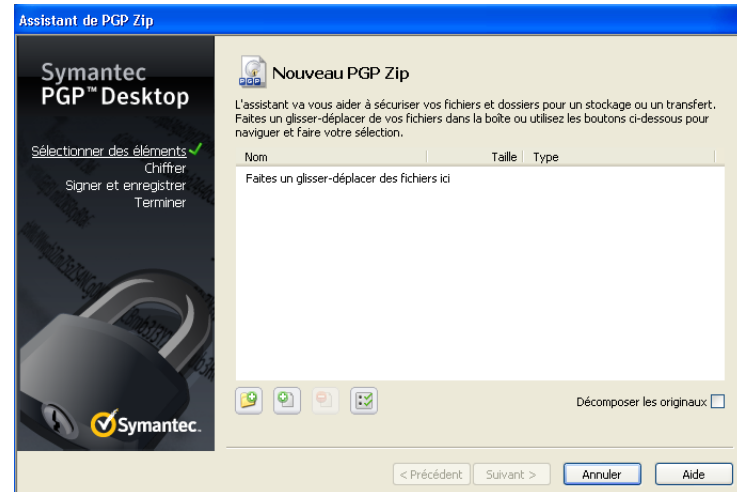 Assistant de PGP Zip
Symantec
PGP™ Desktop
Sélectionner des éléments
Chiffrer
Signer et enregistrer
Terminer
Symantec.
Nouveau PGP Zip
L'assistant va vous aider à sécuriser vos fichiers et dossiers pour un stockage ou un transfert.
Faites un glisser-déplacer de vos fichiers dans la boîte ou utilisez les boutons ci-dessous pour
naviguer et faire votre sélection.
Nom Taille Type
Faites un glisser-déplacer des fichiers ici
Décomposer les originaux
< Précédent Suivant > Annuler Aide